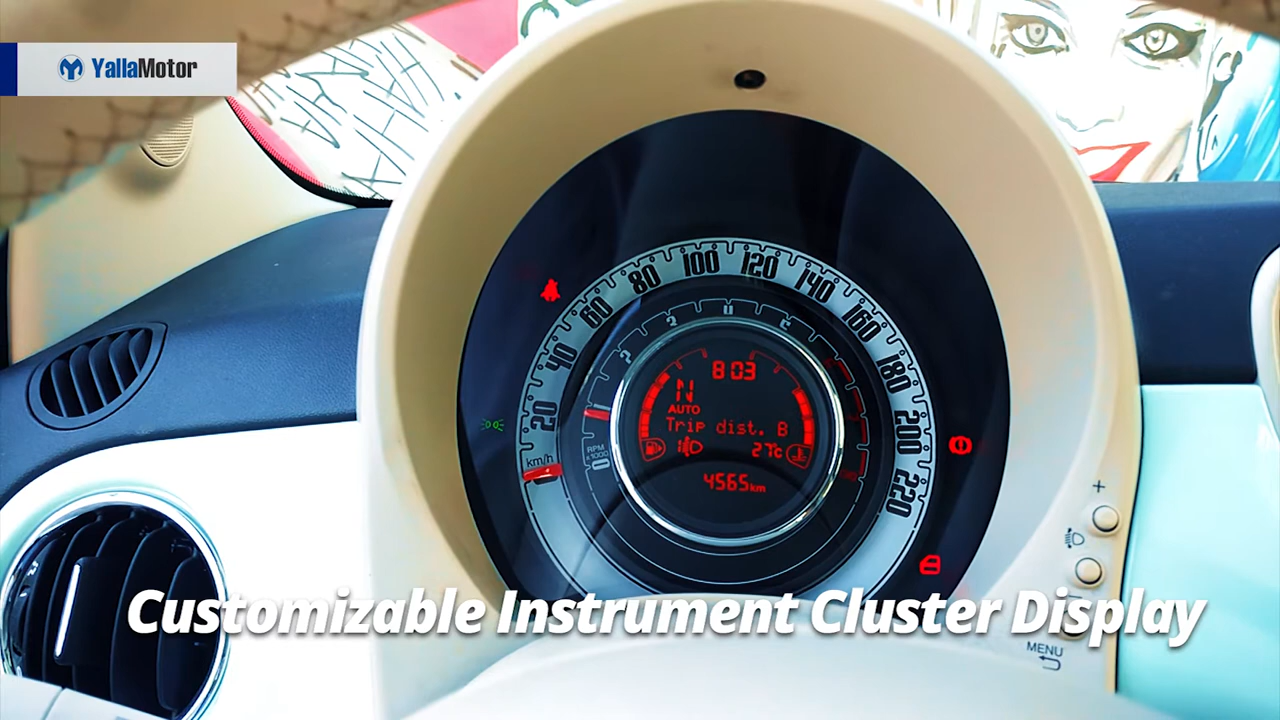 YallaMotor
100
120
80
140
60
160
40
180
20
200
220
km/h
RPM
x1000
0
8:03
N
AUTO
Trip dist. B
27c
4565km
+
Customizable Instrument Cluster Display
MENU